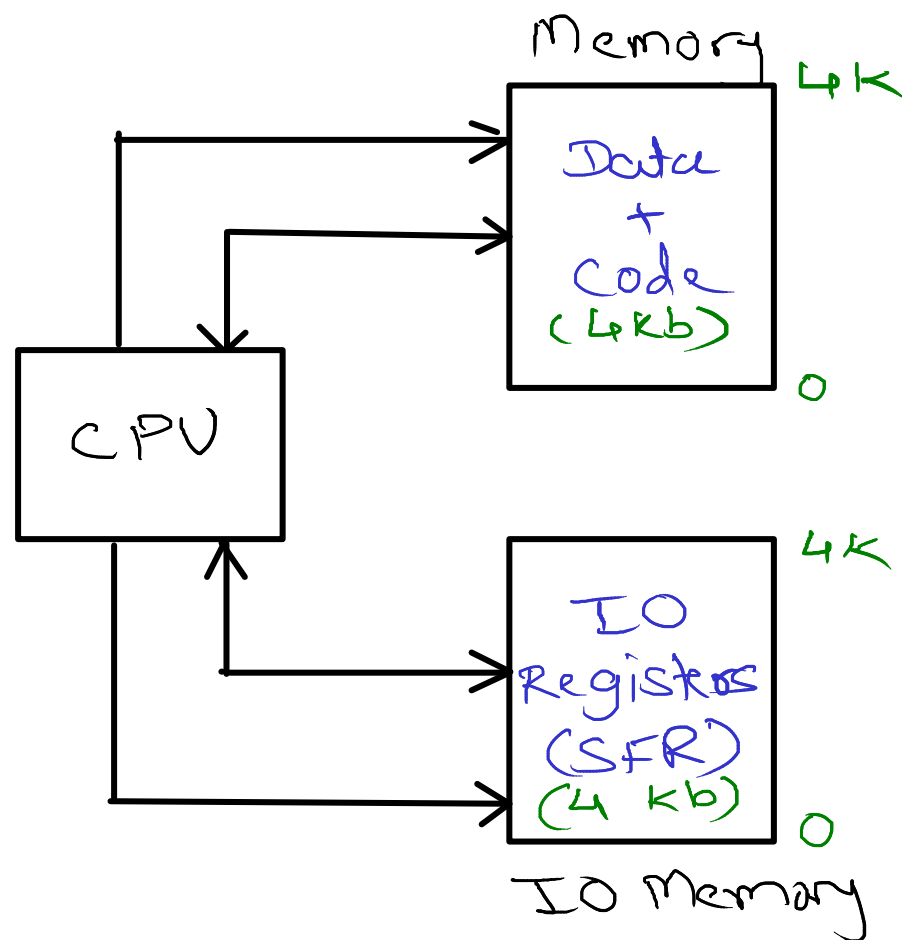 Memory
4K
Data
+
Code
(4Kb)
0
CPU
4K
IO
Registers
(SFR)
(4 Kb)
0
IO Memory